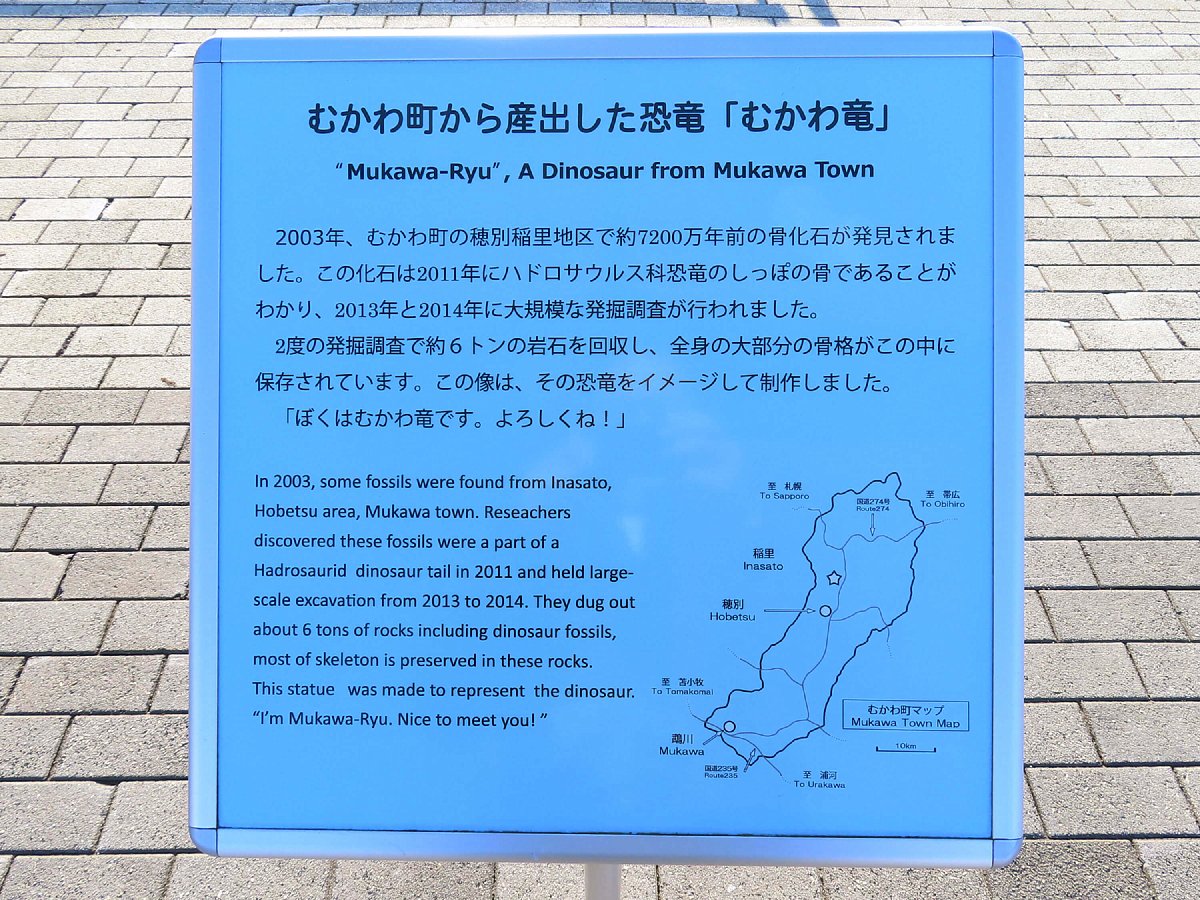 むかわ町から産出した恐竜「むかわ竜」
“Mukawa-Ryu”, A Dinosaur from Mukawa Town
2003年、むかわ町の穂別稲里地区で約7200万年前の骨化石が発見されま
した。この化石は2011年にハドロサウルス科恐竜のしっぽの骨であることが
わかり、2013年と2014年に大規模な発掘調査が行われました。
2度の発掘調査で約６トンの岩石を回収し、全身の大部分の骨格がこの中に
保存されています。この像は、その恐竜をイメージして制作しました。
「ぼくはむかわ竜です。よろしくね！」
In 2003, some fossils were found from Inasato,
Hobetsu area, Mukawa town. Reseachers
discovered these fossils were a part of a
Hadrosaurid dinosaur tail in 2011 and held large-
scale excavation from 2013 to 2014. They dug out
about 6 tons of rocks including dinosaur fossils,
most of skeleton is preserved in these rocks.
This statue was made to represent the dinosaur.
“I’m Mukawa-Ryu. Nice to meet you! ”
至 札幌
To Sapporo
国道274号
Route274
至 帯広
To Obihiro
稲里
Inasato
穂別
Hobetsu
至 苫小牧
To Tomakomai
むかわ町マップ
Mukawa Town Map
10km
鵡川
Mukawa
国道235号
Route235
至 浦河
To Urakawa